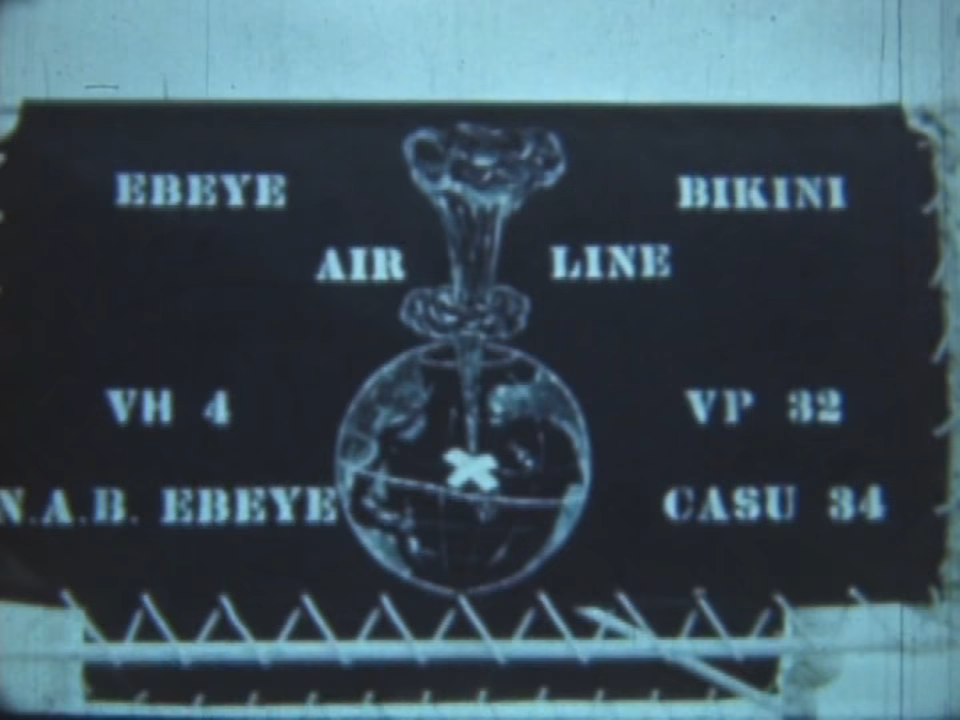 EBEYE BIKINI
AIR LINE
VH 4 VP 32
N.A.B. EBEYE CASU 34